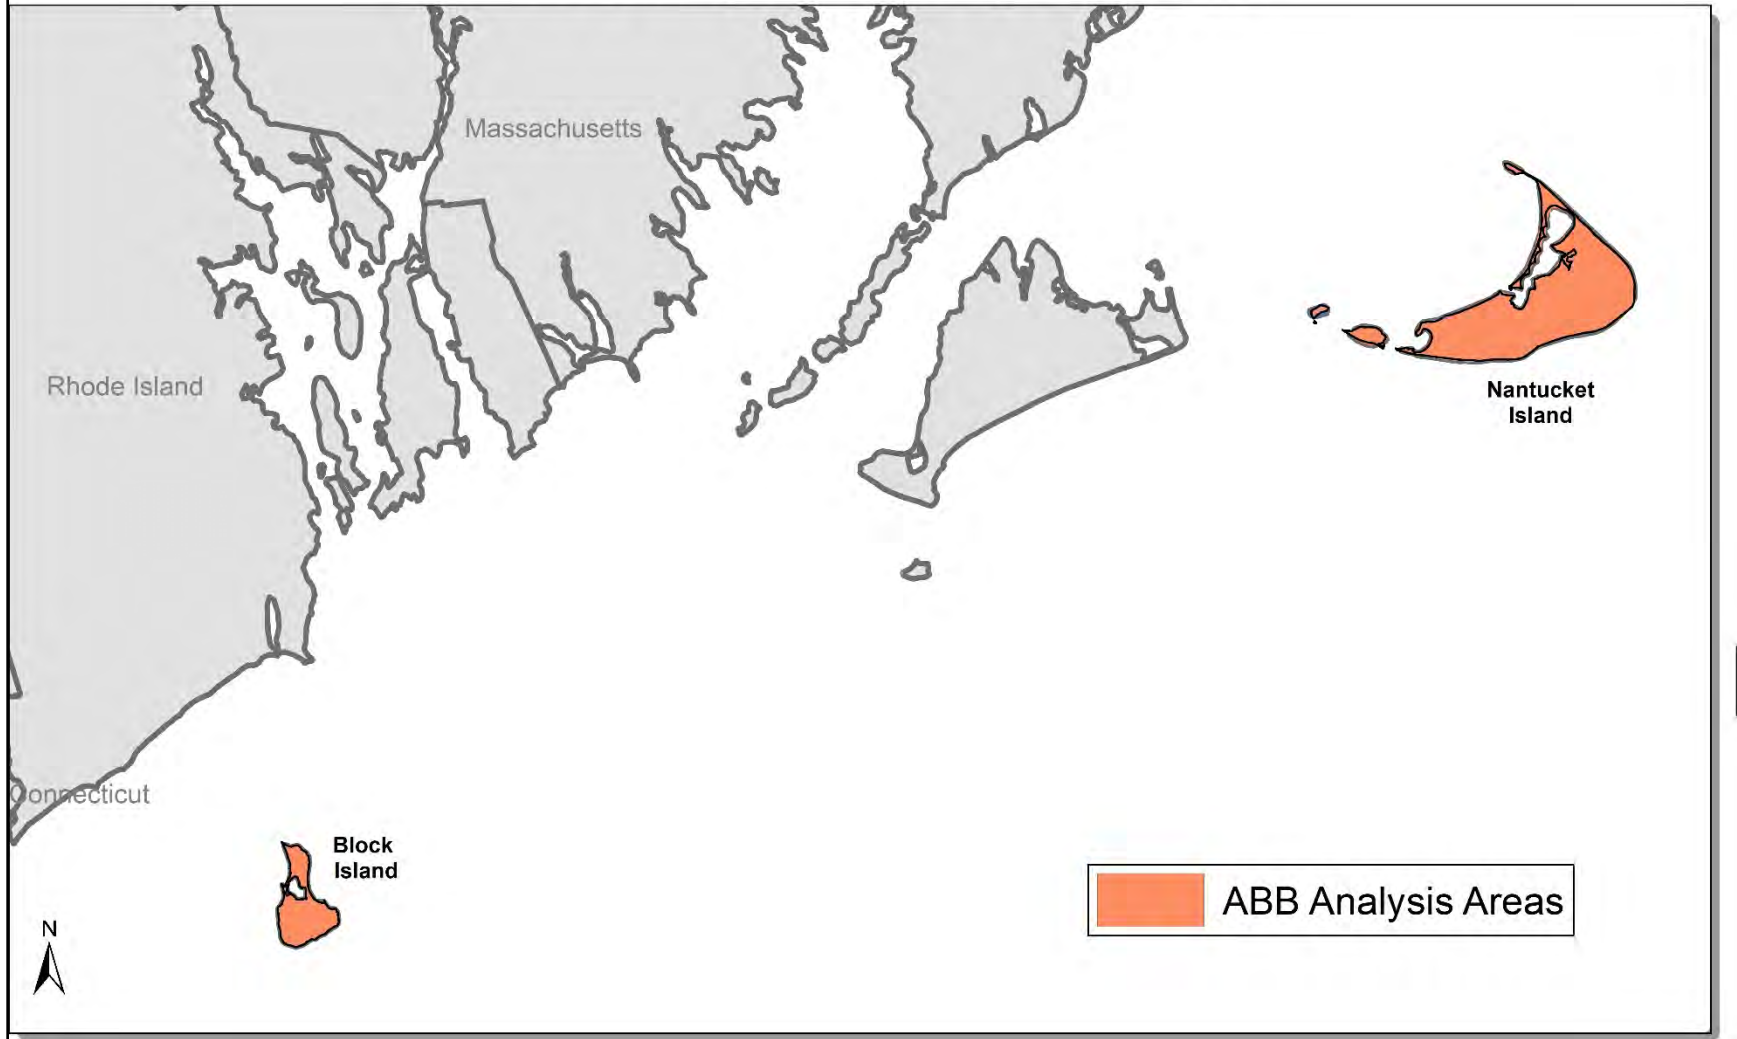 Massachusetts
Rhode Island
Nantucket
Island
Connecticut
Block
Island
N
ABB Analysis Areas